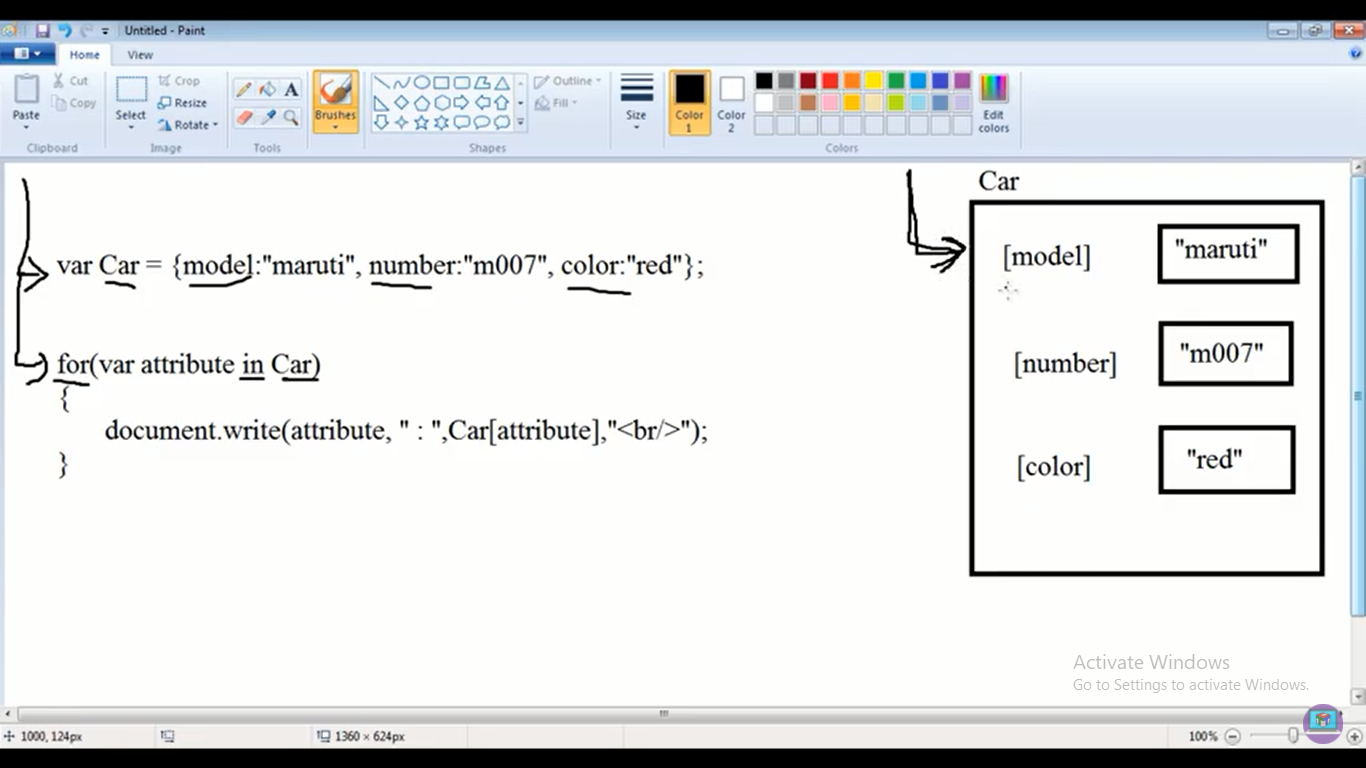 Untitled - Paint
Home View
Paste
Cut
Copy
Clipboard
Select
Crop
Resize
Rotate
Image
A
Tools
Brushes
Outline
Fill
Shapes
Size
Color
1
Color
2
Edit
colors
Colors
var Car = {model:"maruti", number:"m007", color:"red"};
for(var attribute in Car)
{
document.write(attribute, " : ",Car[attribute],"<br/>");
}
Car
[model] "maruti"
[number] "m007"
[color] "red"
Activate Windows
Go to Settings to activate Windows.
1000, 124px 1360 × 624px 100%